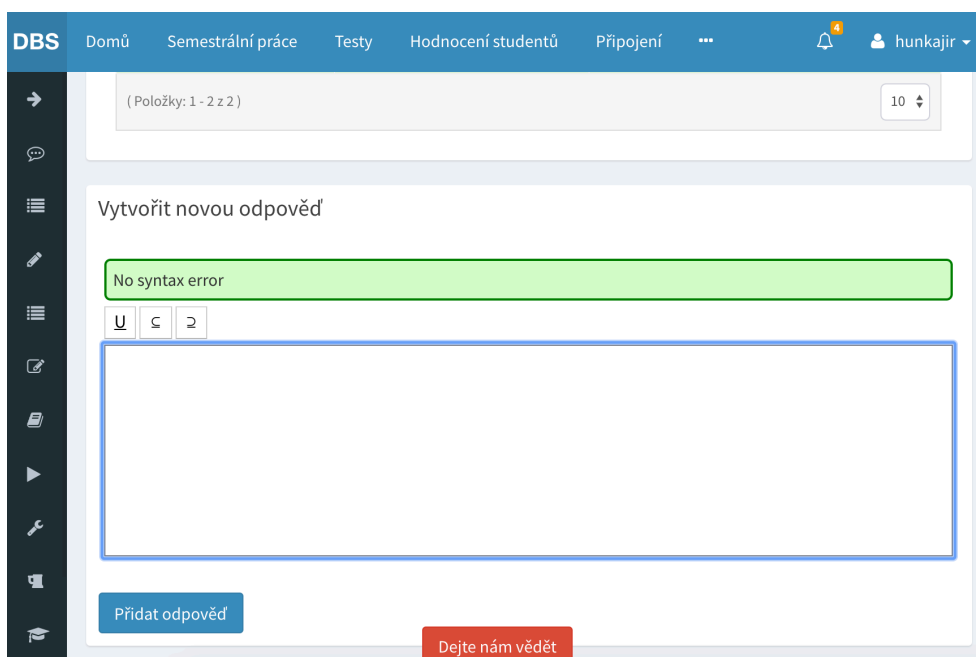 DBS Domů Semestrální práce Testy Hodnocení studentů Připojení ••• 4 hunkajir
( Položky: 1 - 2 z 2 ) 10
Vytvořit novou odpověď
No syntax error
U ⊆ ⊇
Přidat odpověď
Dejte nám vědět